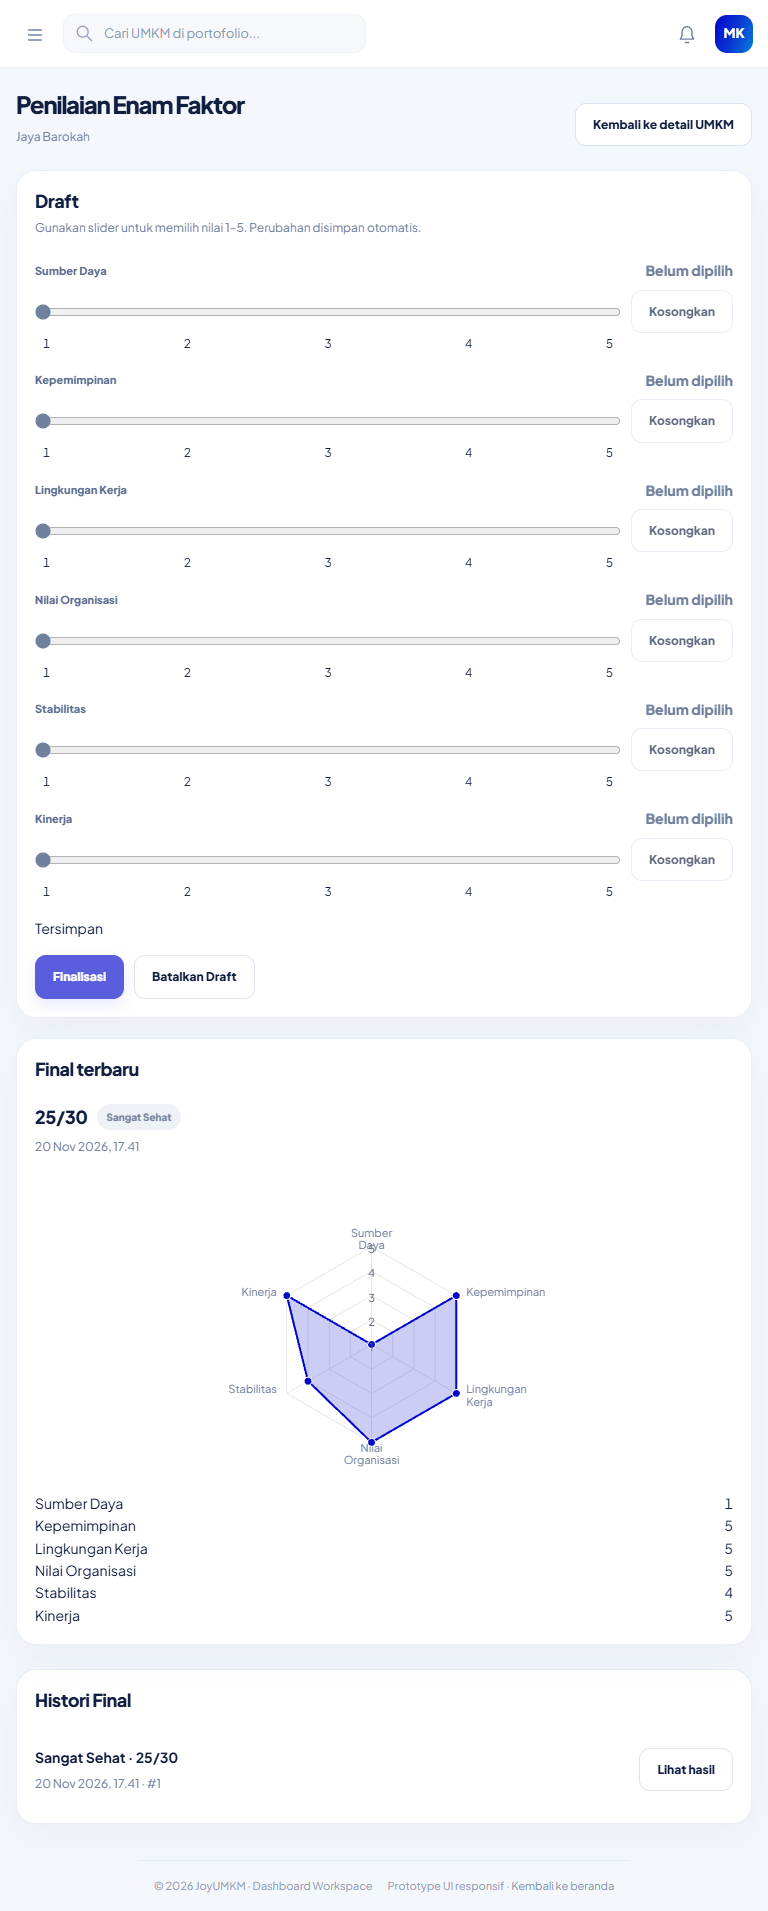 Cari UMKM di portofolio...
MK
Penilaian Enam Faktor
Jaya Barokah
Kembali ke detail UMKM
Draft
Gunakan slider untuk memilih nilai 1–5. Perubahan disimpan otomatis.
Sumber Daya
Belum dipilih
Kosongkan
1 2 3 4 5
Kepemimpinan
Belum dipilih
Kosongkan
1 2 3 4 5
Lingkungan Kerja
Belum dipilih
Kosongkan
1 2 3 4 5
Nilai Organisasi
Belum dipilih
Kosongkan
1 2 3 4 5
Stabilitas
Belum dipilih
Kosongkan
1 2 3 4 5
Kinerja
Belum dipilih
Kosongkan
1 2 3 4 5
Tersimpan
Finalisasi
Batalkan Draft
Final terbaru
25/30 Sangat Sehat
20 Nov 2026, 17.41
Sumber
Daya
5
4
Kinerja
Kepemimpinan
3
2
Stabilitas
Lingkungan
Kerja
Nilai
Organisasi
Sumber Daya 1
Kepemimpinan 5
Lingkungan Kerja 5
Nilai Organisasi 5
Stabilitas 4
Kinerja 5
Histori Final
Sangat Sehat · 25/30
20 Nov 2026, 17.41 · #1
Lihat hasil
© 2026 JoyUMKM · Dashboard Workspace Prototype UI responsif · Kembali ke beranda